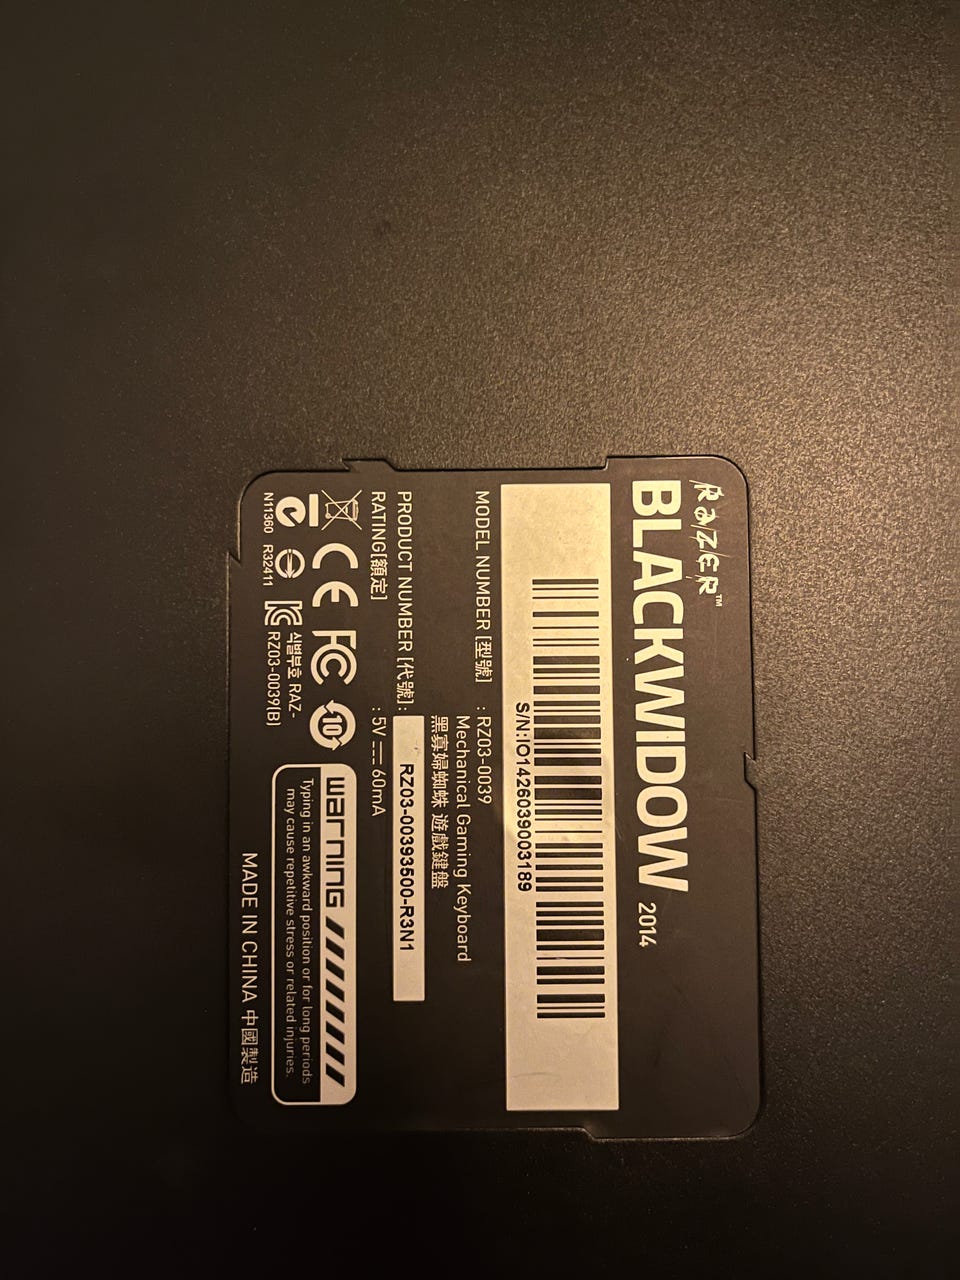 RAZER™
BLACKWIDOW 2014
S/N:IO1426039003189
MODEL NUMBER [型號] : RZ03-0039
Mechanical Gaming Keyboard
黑寡婦蜘蛛 遊戲鍵盤
PRODUCT NUMBER [代號]: RZ03-00393500-R3N1
RATING[額定] : 5V ⎓ 60mA
CE FC 10
N11360 R32411
식별부호 RAZ-
RZ03-0039(B)
warning
Typing in an awkward position or for long periods
may cause repetitive stress or related injuries.
MADE IN CHINA 中國製造